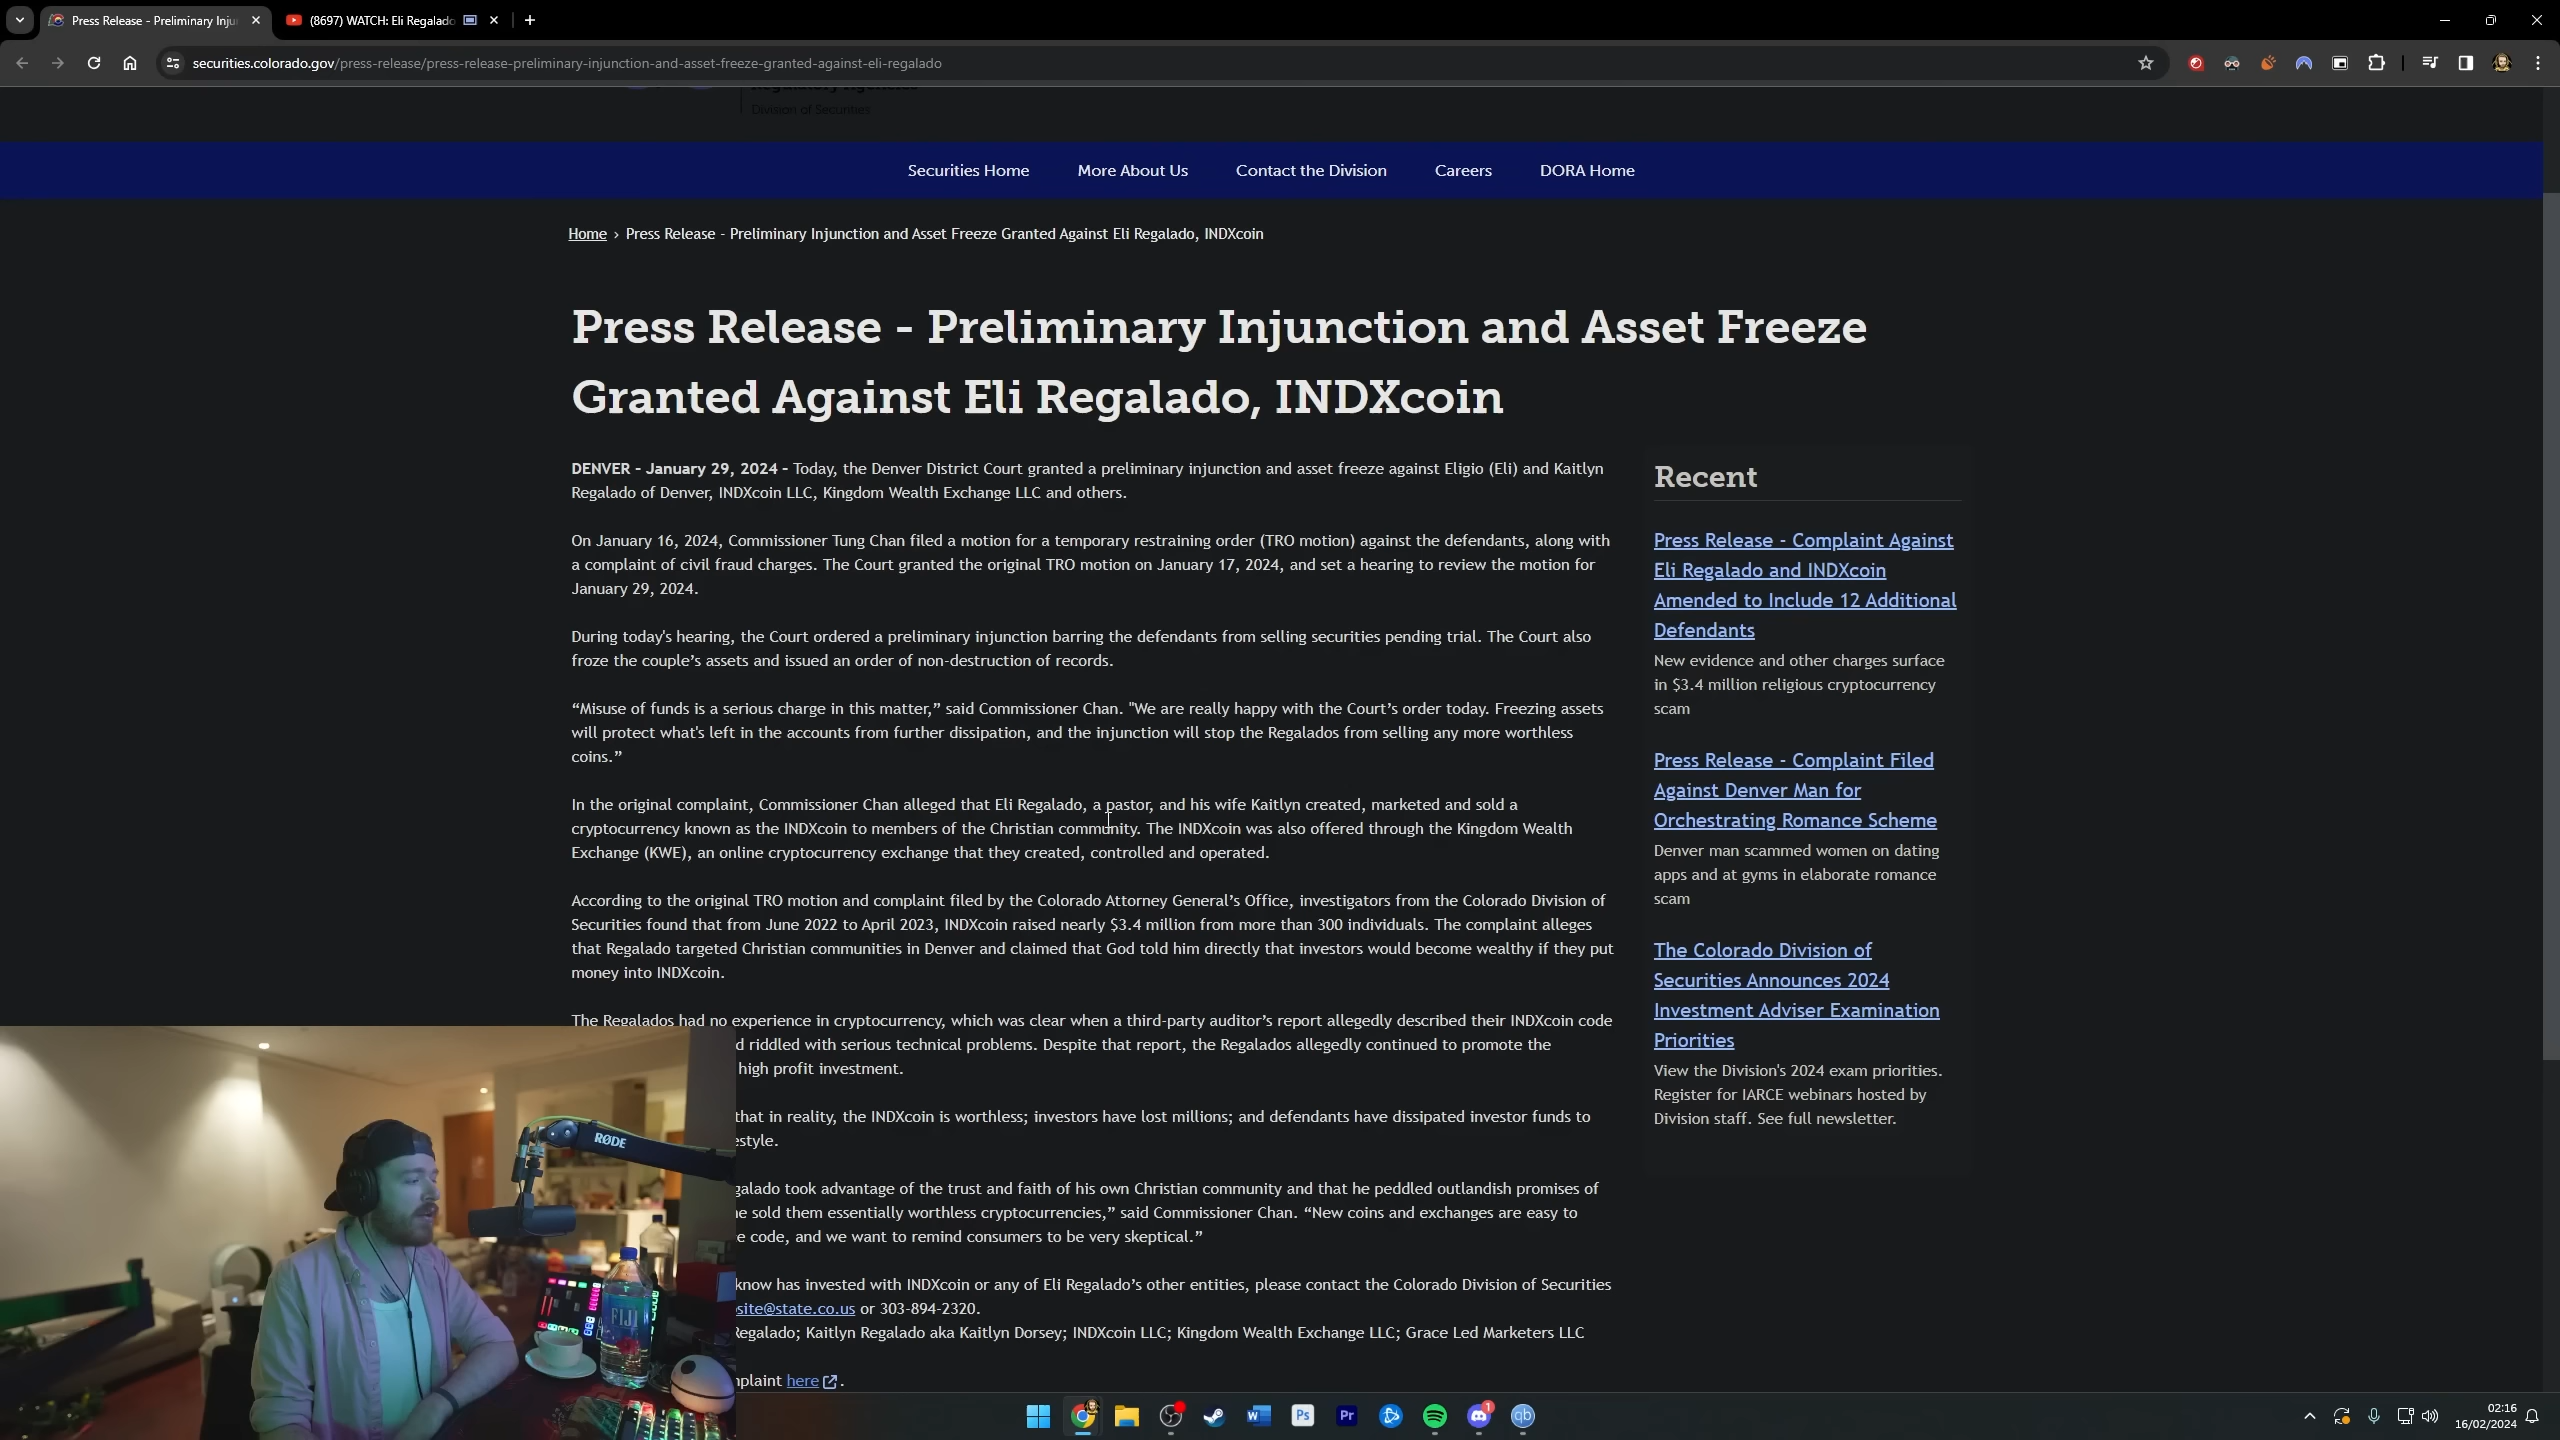 Press Release - Preliminary Inju
(8697) WATCH: Eli Regalado
securities.colorado.gov/press-release/press-release-preliminary-injunction-and-asset-freeze-granted-against-eli-regalado
Regulatory Agencies
Division of Securities
Securities Home
More About Us
Contact the Division
Careers
DORA Home
Home › Press Release - Preliminary Injunction and Asset Freeze Granted Against Eli Regalado, INDXcoin
Press Release - Preliminary Injunction and Asset Freeze
Granted Against Eli Regalado, INDXcoin
DENVER - January 29, 2024 - Today, the Denver District Court granted a preliminary injunction and asset freeze against Eligio (Eli) and Kaitlyn
Regalado of Denver, INDXcoin LLC, Kingdom Wealth Exchange LLC and others.
On January 16, 2024, Commissioner Tung Chan filed a motion for a temporary restraining order (TRO motion) against the defendants, along with
a complaint of civil fraud charges. The Court granted the original TRO motion on January 17, 2024, and set a hearing to review the motion for
January 29, 2024.
During today's hearing, the Court ordered a preliminary injunction barring the defendants from selling securities pending trial. The Court also
froze the couple’s assets and issued an order of non-destruction of records.
“Misuse of funds is a serious charge in this matter,” said Commissioner Chan. "We are really happy with the Court’s order today. Freezing assets
will protect what's left in the accounts from further dissipation, and the injunction will stop the Regalados from selling any more worthless
coins.”
In the original complaint, Commissioner Chan alleged that Eli Regalado, a pastor, and his wife Kaitlyn created, marketed and sold a
cryptocurrency known as the INDXcoin to members of the Christian community. The INDXcoin was also offered through the Kingdom Wealth
Exchange (KWE), an online cryptocurrency exchange that they created, controlled and operated.
According to the original TRO motion and complaint filed by the Colorado Attorney General’s Office, investigators from the Colorado Division of
Securities found that from June 2022 to April 2023, INDXcoin raised nearly $3.4 million from more than 300 individuals. The complaint alleges
that Regalado targeted Christian communities in Denver and claimed that God told him directly that investors would become wealthy if they put
money into INDXcoin.
The Regalados had no experience in cryptocurrency, which was clear when a third-party auditor’s report allegedly described their INDXcoin code
d riddled with serious technical problems. Despite that report, the Regalados allegedly continued to promote the
high profit investment.
that in reality, the INDXcoin is worthless; investors have lost millions; and defendants have dissipated investor funds to
estyle.
galado took advantage of the trust and faith of his own Christian community and that he peddled outlandish promises of
he sold them essentially worthless cryptocurrencies,” said Commissioner Chan. “New coins and exchanges are easy to
e code, and we want to remind consumers to be very skeptical.”
know has invested with INDXcoin or any of Eli Regalado’s other entities, please contact the Colorado Division of Securities
site@state.co.us or 303-894-2320.
Regalado; Kaitlyn Regalado aka Kaitlyn Dorsey; INDXcoin LLC; Kingdom Wealth Exchange LLC; Grace Led Marketers LLC
mplaint here.
Recent
Press Release - Complaint Against
Eli Regalado and INDXcoin
Amended to Include 12 Additional
Defendants
New evidence and other charges surface
in $3.4 million religious cryptocurrency
scam
Press Release - Complaint Filed
Against Denver Man for
Orchestrating Romance Scheme
Denver man scammed women on dating
apps and at gyms in elaborate romance
scam
The Colorado Division of
Securities Announces 2024
Investment Adviser Examination
Priorities
View the Division's 2024 exam priorities.
Register for IARCE webinars hosted by
Division staff. See full newsletter.
RØDE
FIJI
W
Ps
Pr
1
qb
02:16
16/02/2024